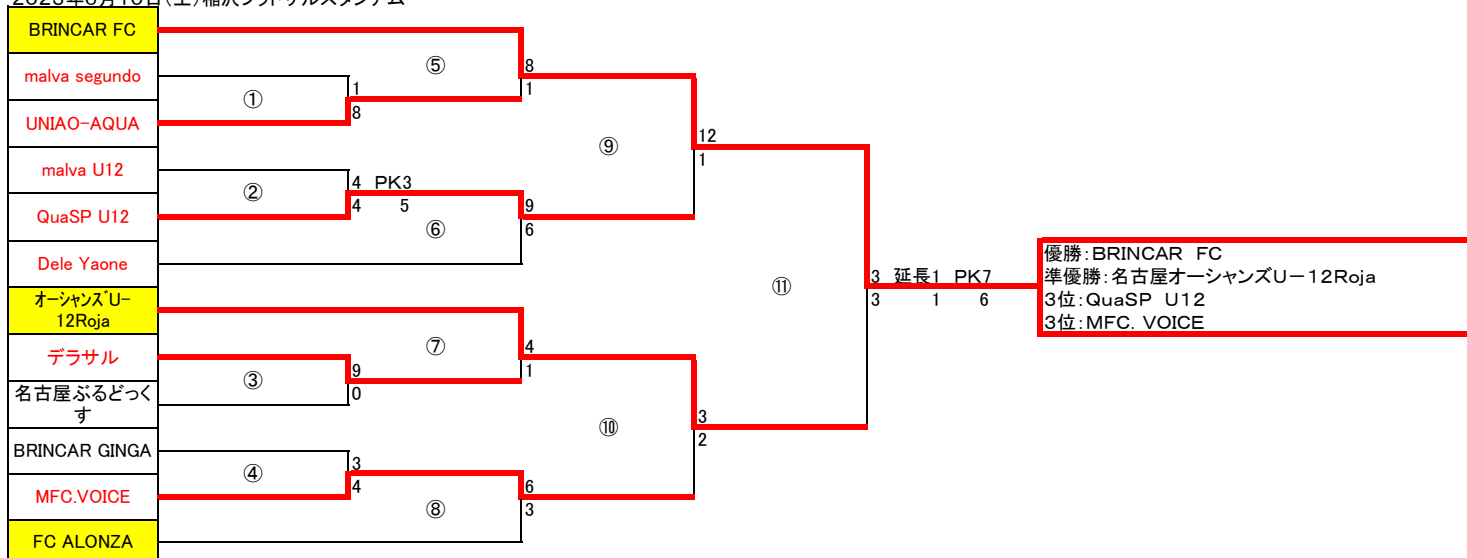 BRINCAR FC
malva segundo
UNIAO-AQUA
malva U12
QuaSP U12
Dele Yaone
オーシャンズU-
12Roja
デラサル
名古屋ぶるどっく
す
BRINCAR GINGA
MFC.VOICE
FC ALONZA
①
1
8
②
4 PK3
4 5
③
9
0
④
3
4
⑤
8
1
⑥
9
6
⑦
4
1
⑧
6
3
⑨
12
1
⑩
3
2
⑪
3 延長1 PK7
3 1 6
優勝:BRINCAR FC
準優勝:名古屋オーシャンズU-12Roja
3位:QuaSP U12
3位:MFC. VOICE